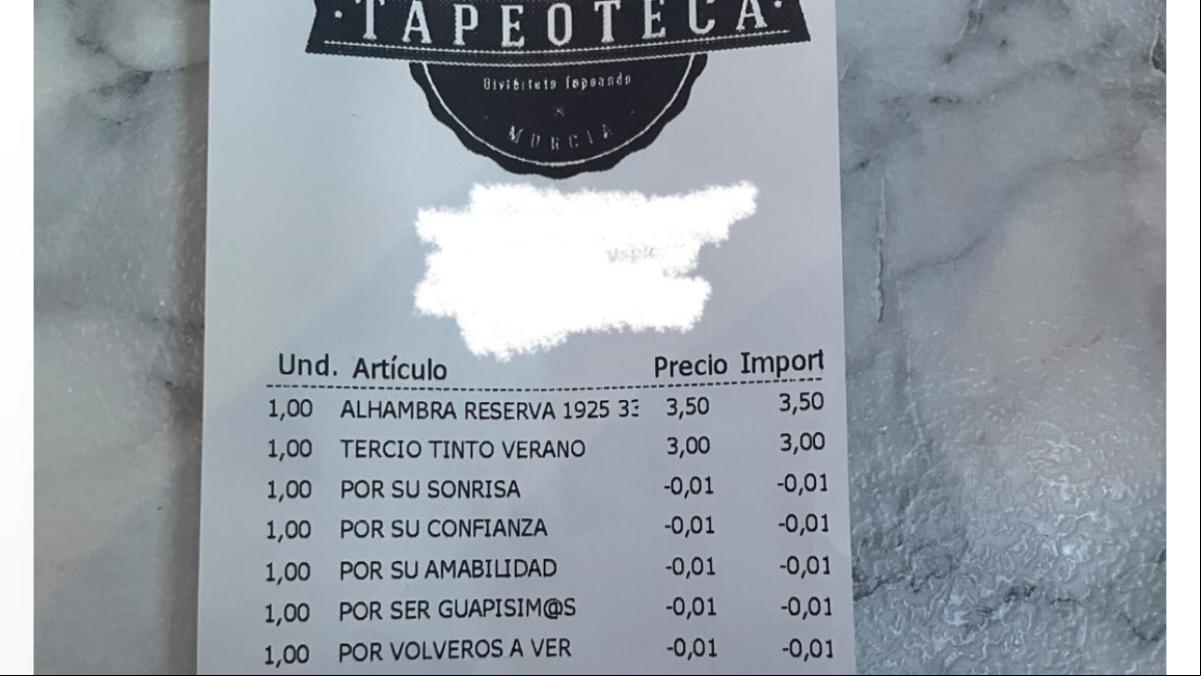 ·TAPEOTECA·
Diviértete Tapeando
MURCIA
Und. Artículo Precio Import
1,00 ALHAMBRA RESERVA 1925 33 3,50 3,50
1,00 TERCIO TINTO VERANO 3,00 3,00
1,00 POR SU SONRISA -0,01 -0,01
1,00 POR SU CONFIANZA -0,01 -0,01
1,00 POR SU AMABILIDAD -0,01 -0,01
1,00 POR SER GUAPISIM@S -0,01 -0,01
1,00 POR VOLVEROS A VER -0,01 -0,01